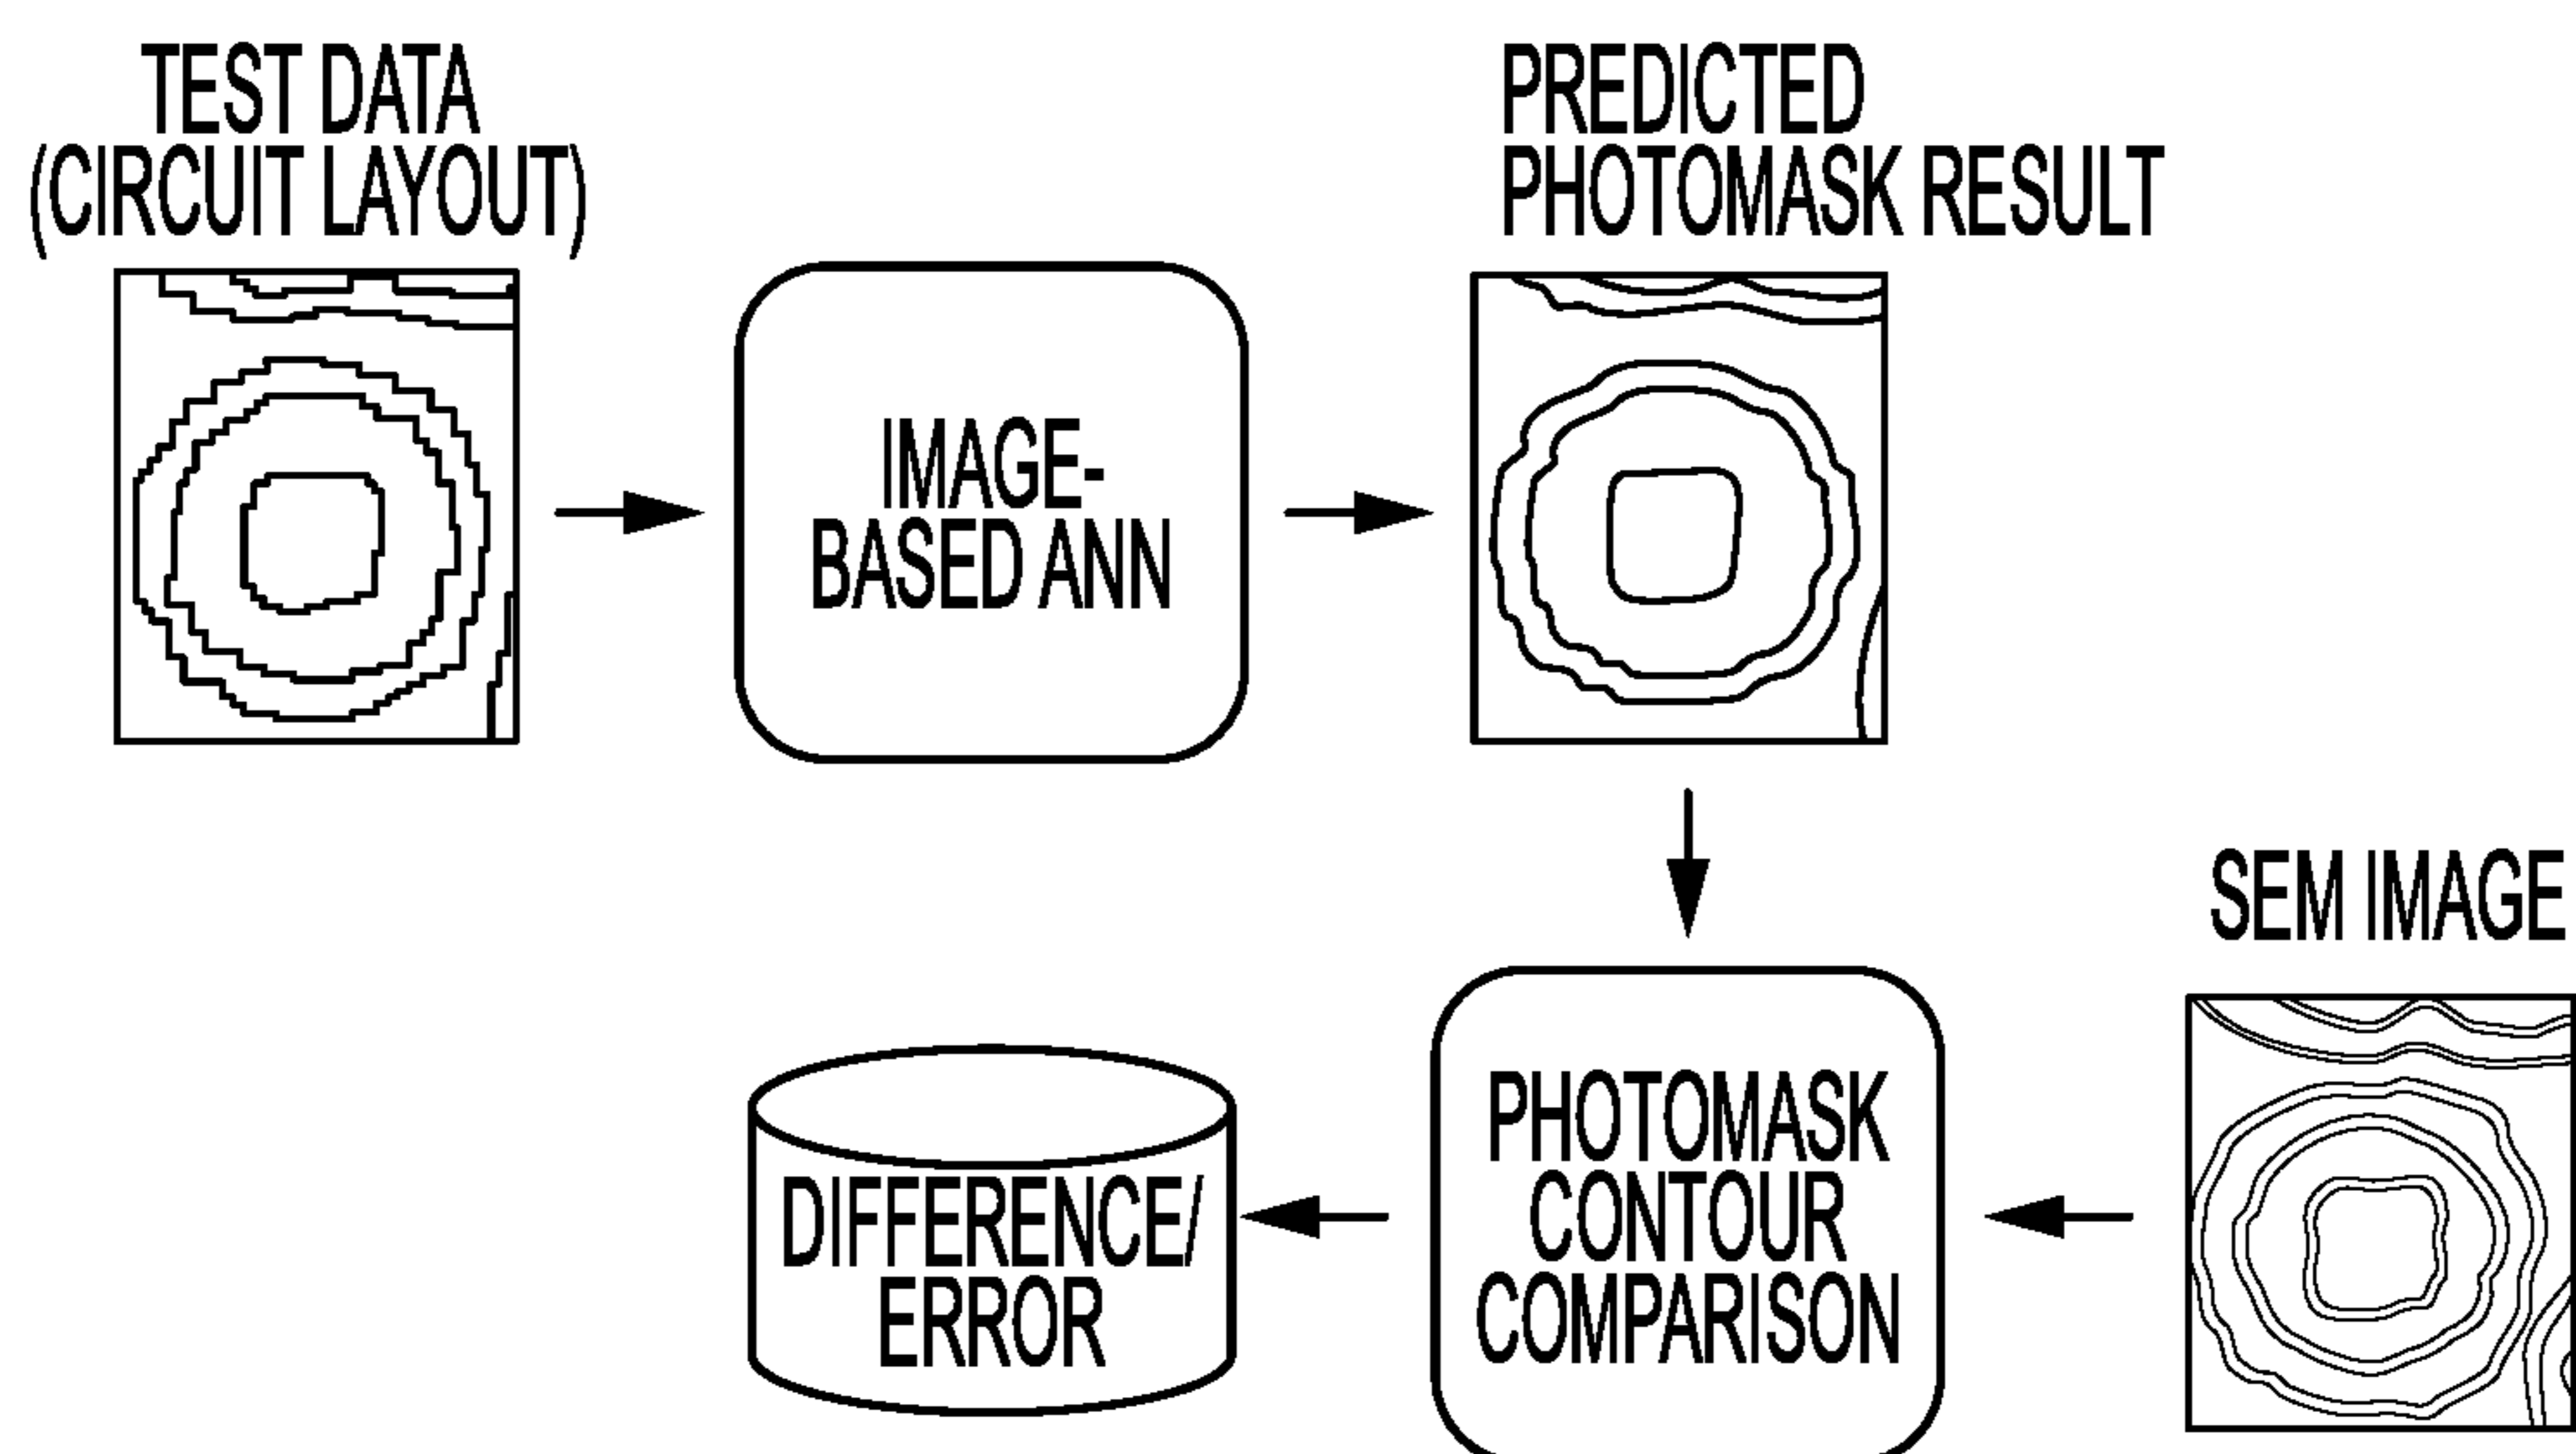 TEST DATA
(CIRCUIT LAYOUT)
IMAGE-
BASED ANN
PREDICTED
PHOTOMASK RESULT
SEM IMAGE
PHOTOMASK
CONTOUR
COMPARISON
DIFFERENCE/
ERROR